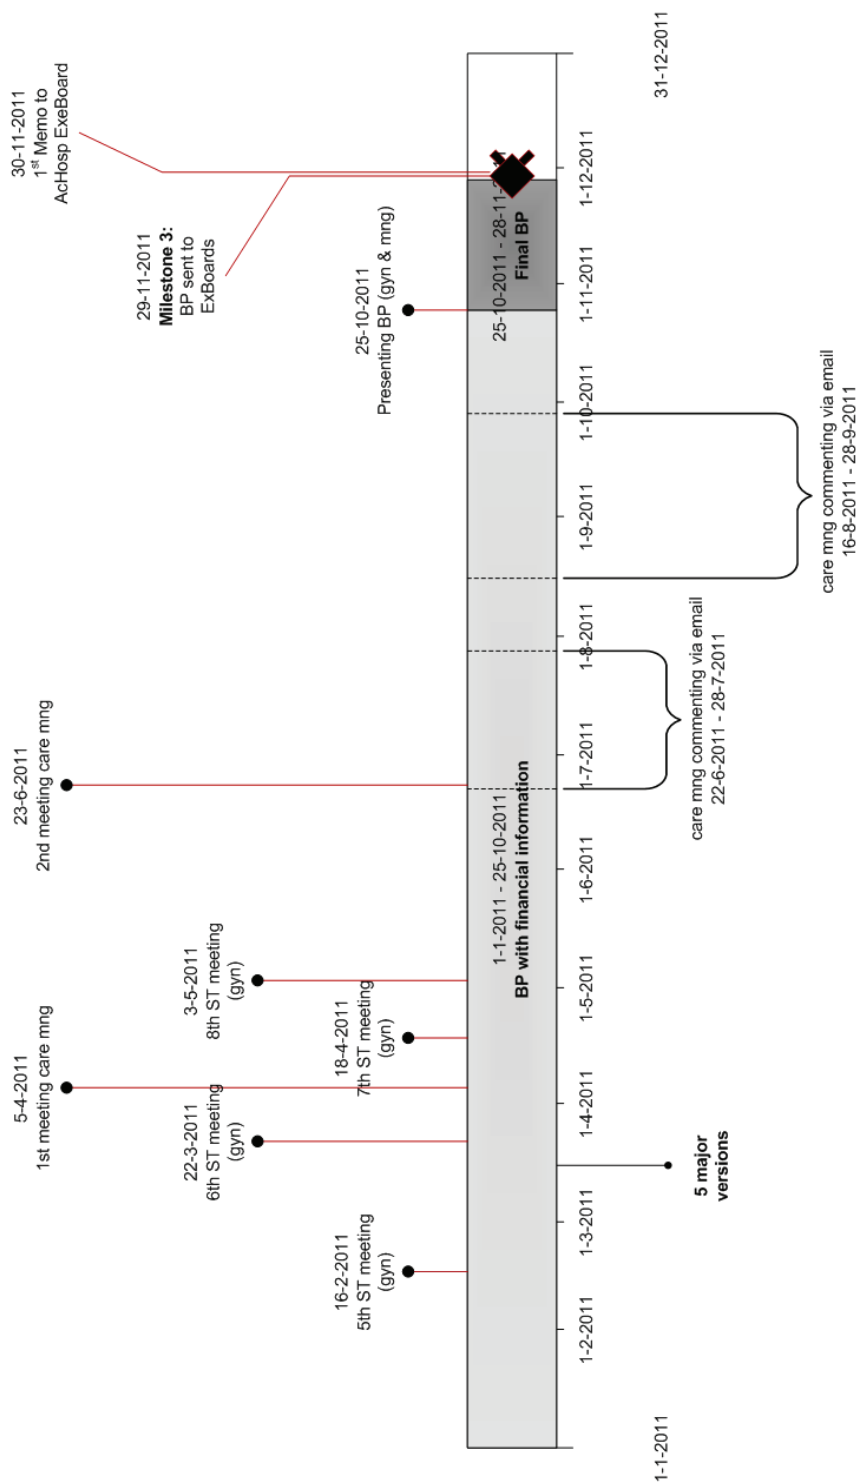 5-4-2011
1st meeting care mng
23-6-2011
2nd meeting care mng
30-11-2011
1st Memo to
AcHosp ExeBoard
22-3-2011
6th ST meeting
(gyn)
3-5-2011
8th ST meeting
(gyn)
29-11-2011
Milestone 3:
BP sent to
ExBoards
16-2-2011
5th ST meeting
(gyn)
18-4-2011
7th ST meeting
(gyn)
25-10-2011
Presenting BP (gyn & mng)
1-1-2011 - 25-10-2011
BP with financial information
25-10-2011 - 28-11-
Final BP
1-2-2011
1-3-2011
1-4-2011
1-5-2011
1-6-2011
1-7-2011
1-8-2011
1-9-2011
1-10-2011
1-11-2011
1-12-2011
1-1-2011
31-12-2011
5 major
versions
care mng commenting via email
22-6-2011 - 28-7-2011
care mng commenting via email
16-8-2011 - 28-9-2011